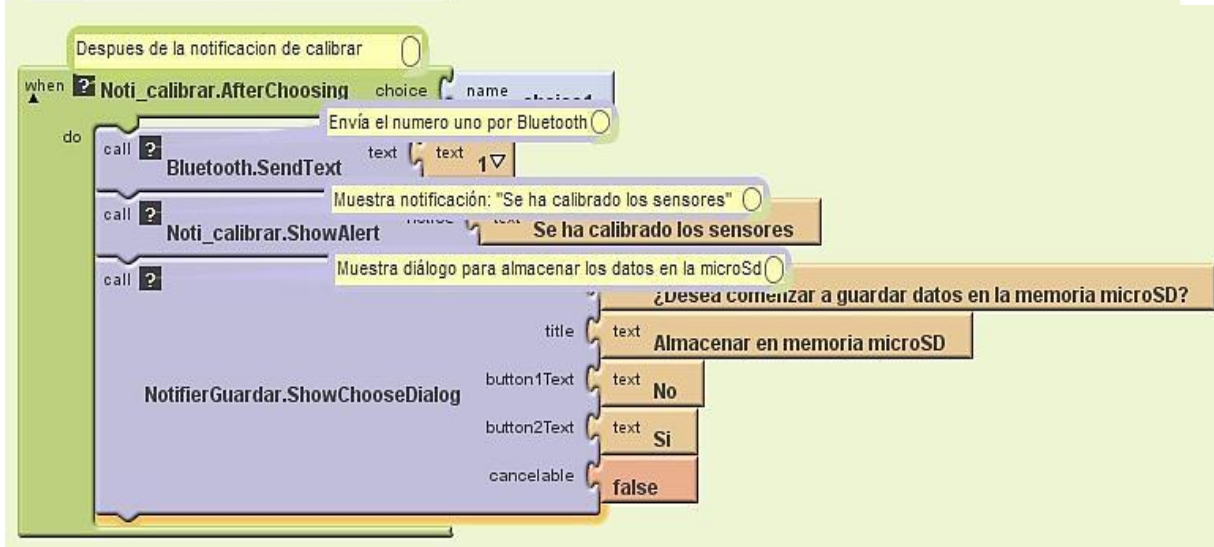 Despues de la notificacion de calibrar
when ? Noti_calibrar.AfterChoosing choice name
do
Envía el numero uno por Bluetooth
call ? Bluetooth.SendText text text 1
Muestra notificación: "Se ha calibrado los sensores"
call ? Noti_calibrar.ShowAlert Se ha calibrado los sensores
Muestra diálogo para almacenar los datos en la microSd
call ? ¿Desea comenzar a guardar datos en la memoria microSD?
title text Almacenar en memoria microSD
NotifierGuardar.ShowChooseDialog button1Text text No
button2Text text Si
cancelable false